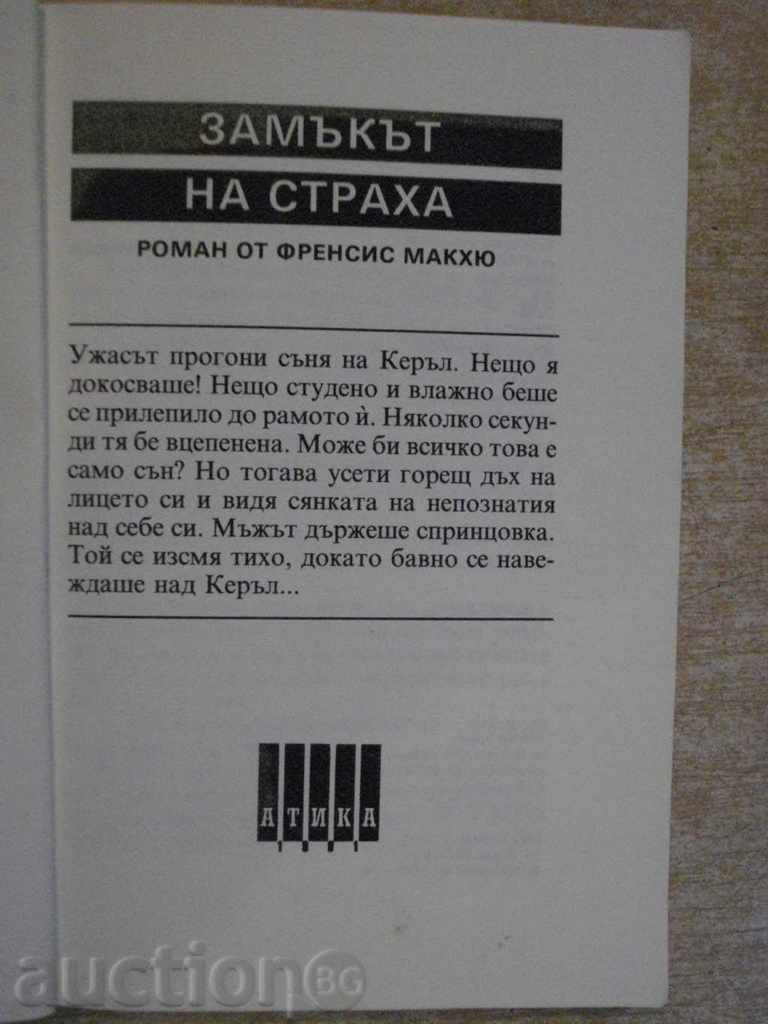 ЗАМЪКЪТ
НА СТРАХА
РОМАН ОТ ФРЕНСИС МАКХЮ
Ужасът прогони съня на Керъл. Нещо я
докосваше! Нещо студено и влажно беше
се прилепило до рамото ѝ. Няколко секун-
ди тя бе вцепенена. Може би всичко това е
само сън? Но тогава усети горещ дъх на
лицето си и видя сянката на непознатия
над себе си. Мъжът държеше спринцовка.
Той се изсмя тихо, докато бавно се наве-
ждаше над Керъл...
АТИКА
auctionBG